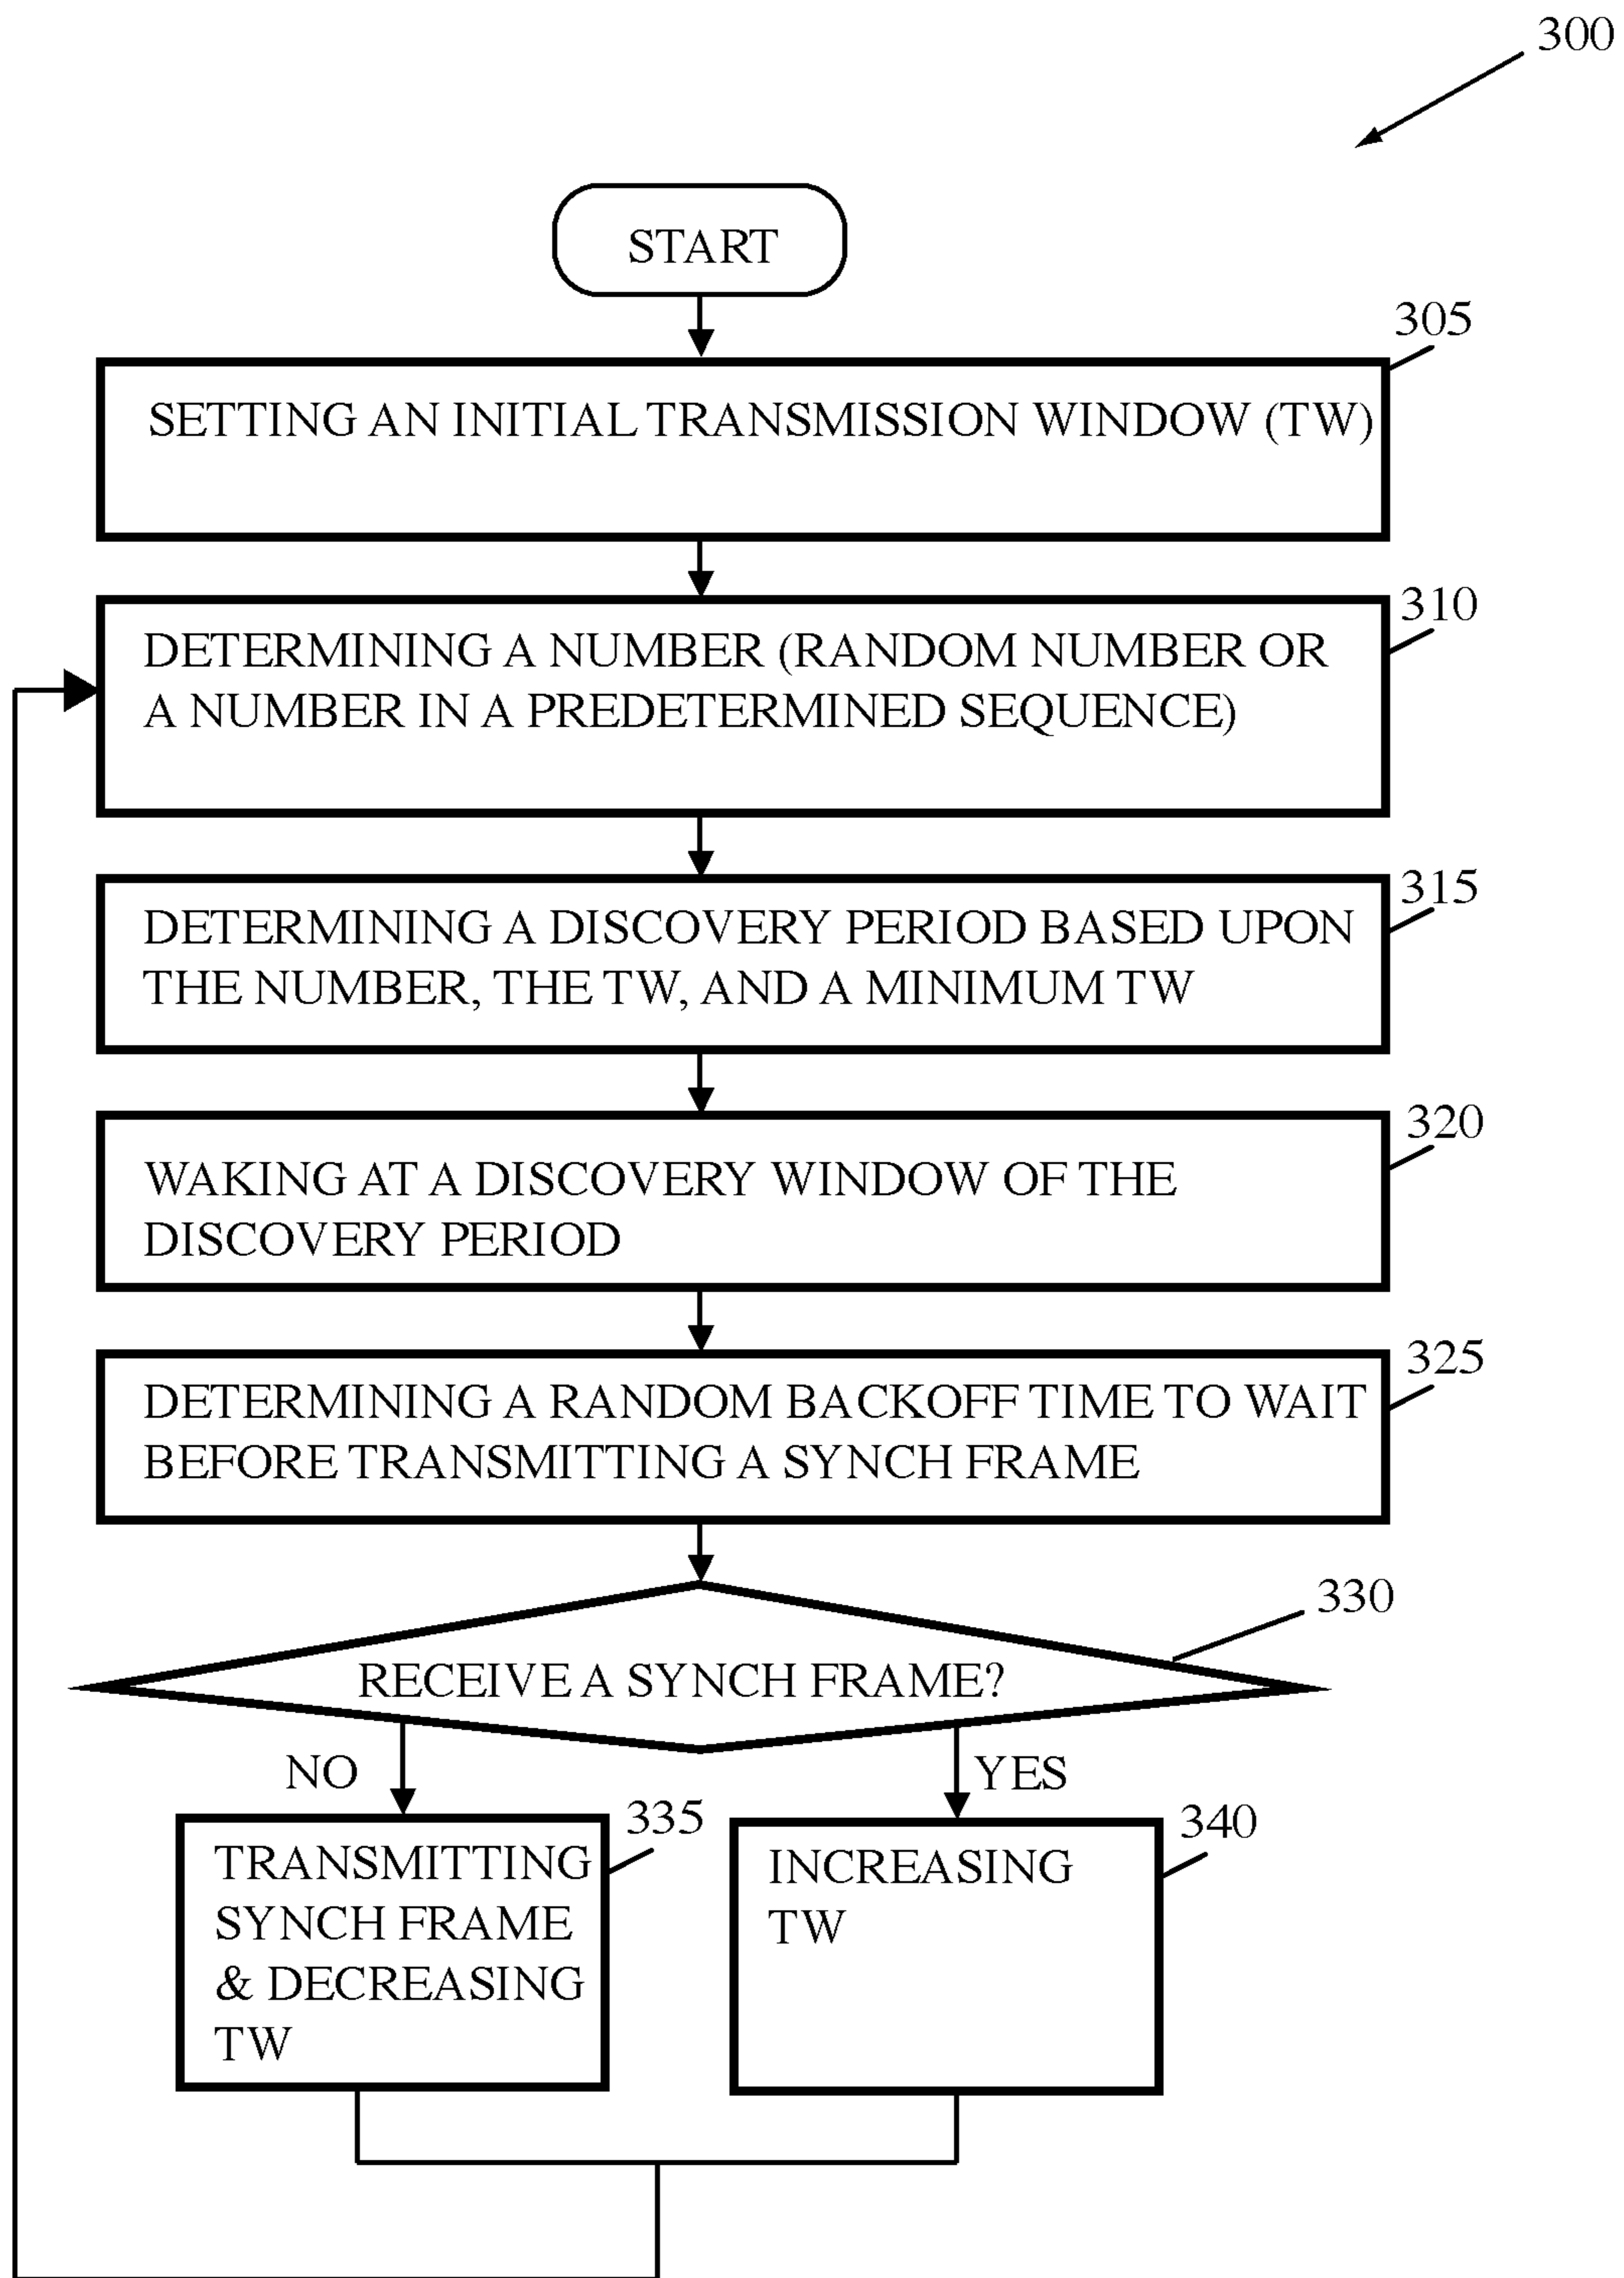 300
START
305
SETTING AN INITIAL TRANSMISSION WINDOW (TW)
310
DETERMINING A NUMBER (RANDOM NUMBER OR
A NUMBER IN A PREDETERMINED SEQUENCE)
315
DETERMINING A DISCOVERY PERIOD BASED UPON
THE NUMBER, THE TW, AND A MINIMUM TW
320
WAKING AT A DISCOVERY WINDOW OF THE
DISCOVERY PERIOD
325
DETERMINING A RANDOM BACKOFF TIME TO WAIT
BEFORE TRANSMITTING A SYNCH FRAME
330
RECEIVE A SYNCH FRAME?
NO
YES
335
TRANSMITTING
SYNCH FRAME
& DECREASING
TW
340
INCREASING
TW